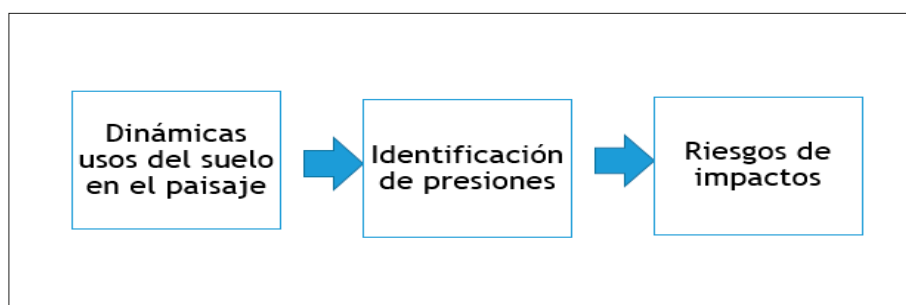 Dinámicas
usos del suelo
en el paisaje
Identificación
de presiones
Riesgos de
impactos